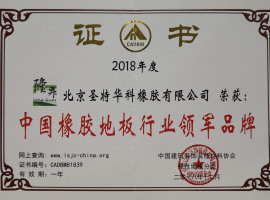 证书
CADBM
2018年度
北京圣特华科橡胶有限公司 荣获：
中国橡胶地板行业领军品牌
网上查询：www.lsjs-china.org
证书编号：CADBMB1839
有效期：一年
中国建筑装饰装修材料协会